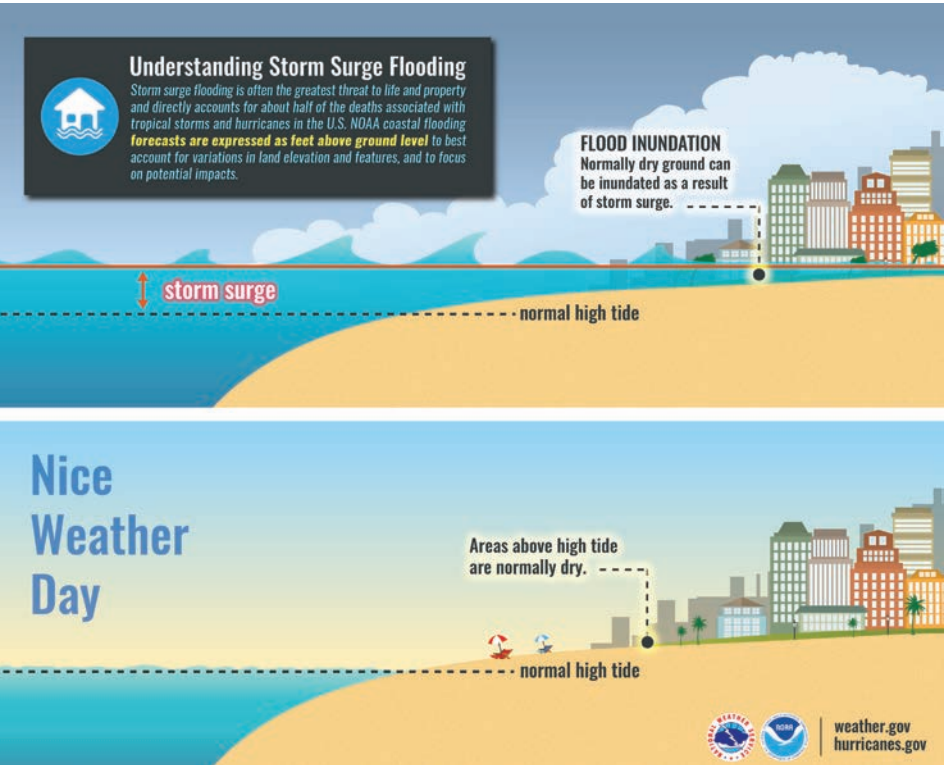 Understanding Storm Surge Flooding
Storm surge flooding is often the greatest threat to life and property
and directly accounts for about half of the deaths associated with
tropical storms and hurricanes in the U.S. NOAA coastal flooding
forecasts are expressed as feet above ground level to best
account for variations in land elevation and features, and to focus
on potential impacts.
FLOOD INUNDATION
Normally dry ground can
be inundated as a result
of storm surge.
storm surge
normal high tide
Nice
Weather
Day
Areas above high tide
are normally dry.
normal high tide
NATIONAL WEATHER SERVICE
NOAA
weather.gov
hurricanes.gov